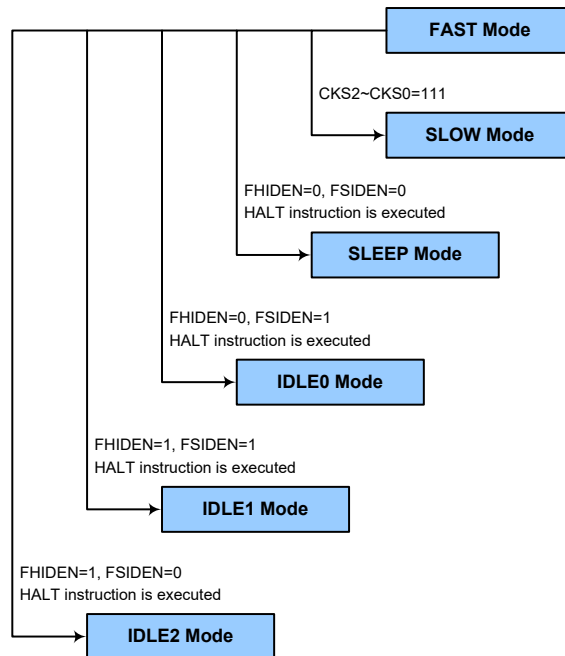 FAST Mode
CKS2~CKS0=111
SLOW Mode
FHIDEN=0, FSIDEN=0
HALT instruction is executed
SLEEP Mode
FHIDEN=0, FSIDEN=1
HALT instruction is executed
IDLE0 Mode
FHIDEN=1, FSIDEN=1
HALT instruction is executed
IDLE1 Mode
FHIDEN=1, FSIDEN=0
HALT instruction is executed
IDLE2 Mode